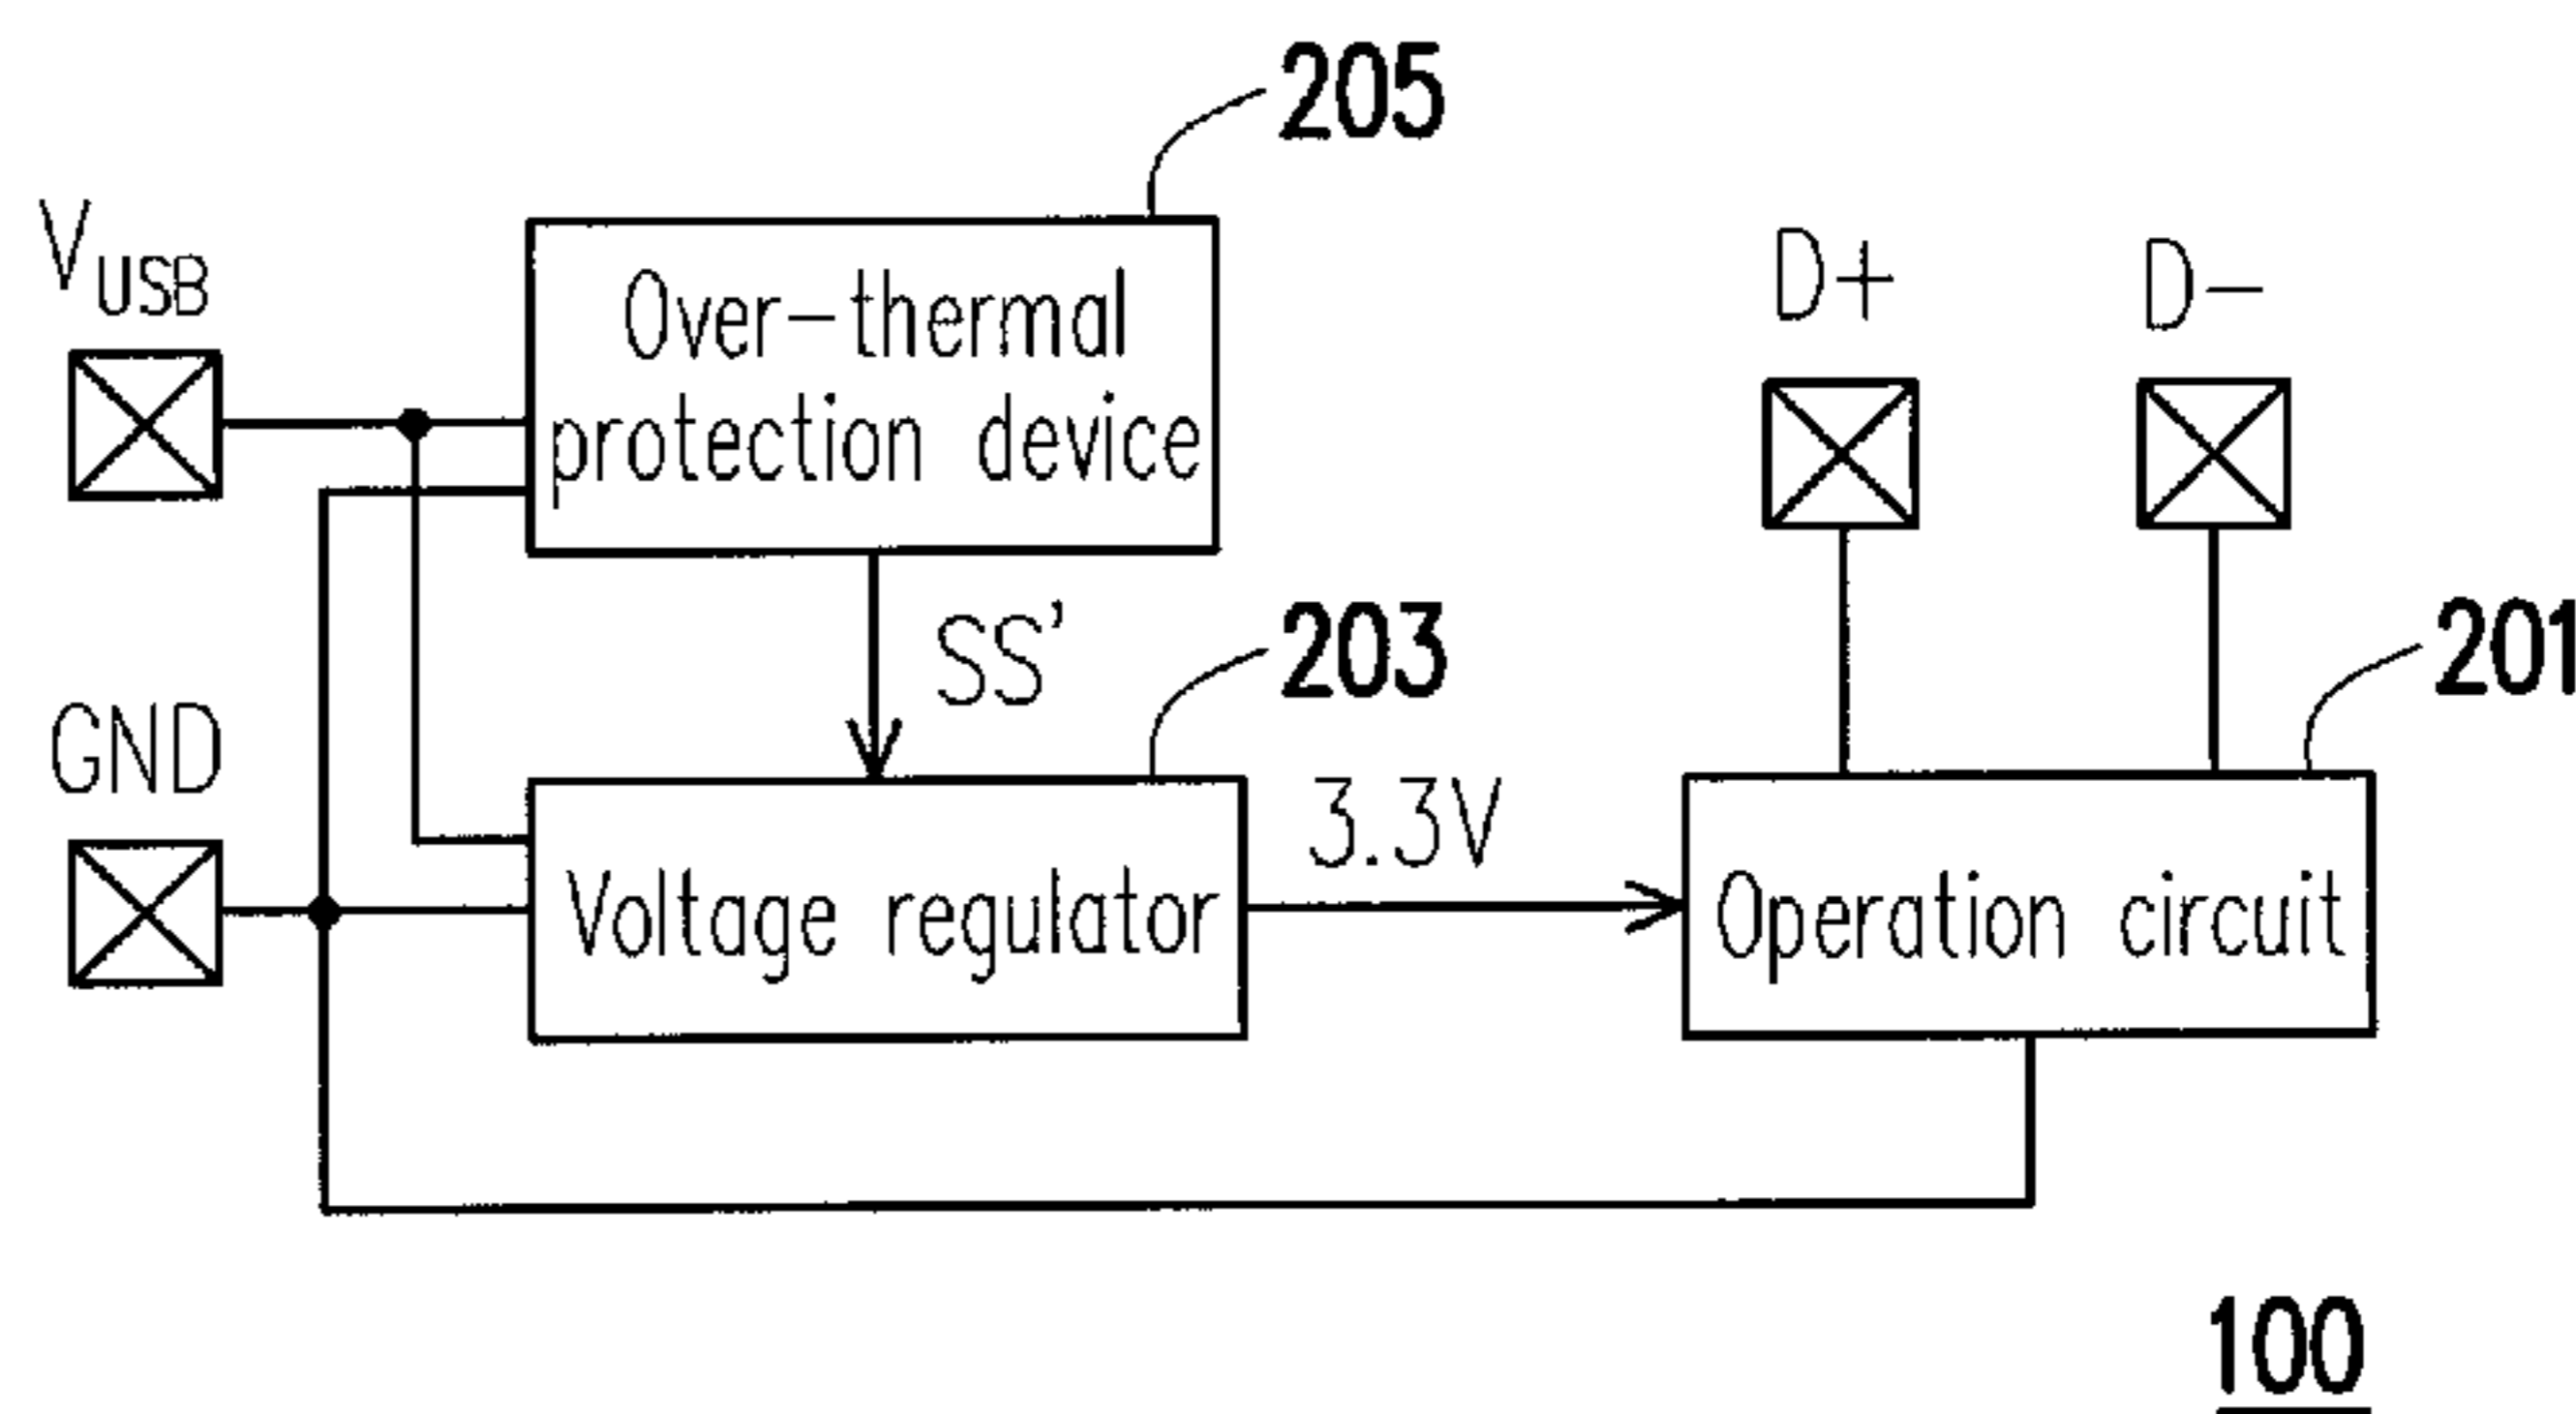 205
V_USB
Over-thermal
protection device
D+
D-
SS'
203
201
GND
3.3V
Voltage regulator
Operation circuit
100